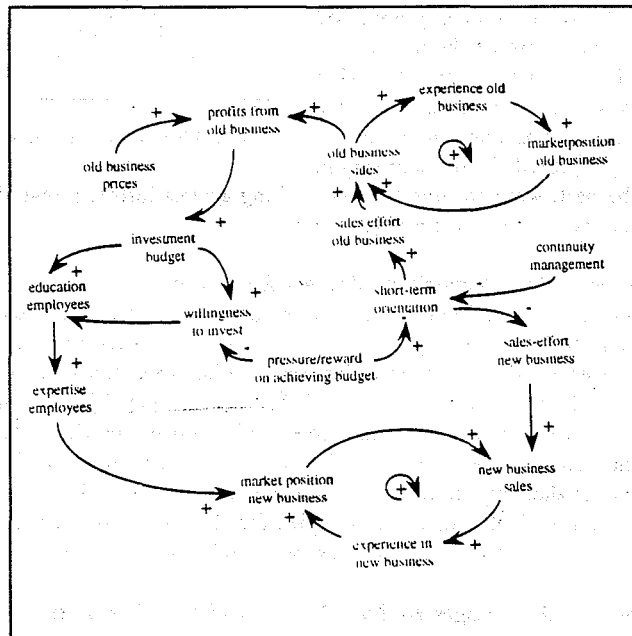 experience old
business
+
+
profits from
old business
+
+
+
marketposition
old business
old business
sales
+
old business
prices
+
+
sales effort
old business
+
investment
budget
+
continuity
management
+
education
employees
+
willingness
to invest
short-term
orientation
-
-
sales-effort
new business
-
pressure/reward
on achieving budget
+
+
expertise
employees
+
+
new business
sales
market position
new business
+
+
+
+
experience in
new business
+